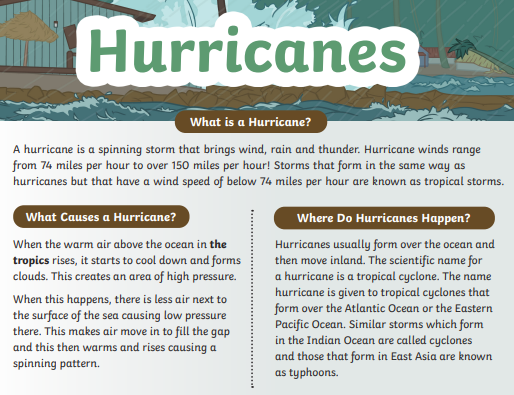 Hurricanes
What is a Hurricane?
A hurricane is a spinning storm that brings wind, rain and thunder. Hurricane winds range
from 74 miles per hour to over 150 miles per hour! Storms that form in the same way as
hurricanes but that have a wind speed of below 74 miles per hour are known as tropical storms.
What Causes a Hurricane?
When the warm air above the ocean in the
tropics rises, it starts to cool down and forms
clouds. This creates an area of high pressure.
When this happens, there is less air next to
the surface of the sea causing low pressure
there. This makes air move in to fill the gap
and this then warms and rises causing a
spinning pattern.
Where Do Hurricanes Happen?
Hurricanes usually form over the ocean and
then move inland. The scientific name for
a hurricane is a tropical cyclone. The name
hurricane is given to tropical cyclones that
form over the Atlantic Ocean or the Eastern
Pacific Ocean. Similar storms which form
in the Indian Ocean are called cyclones
and those that form in East Asia are known
as typhoons.